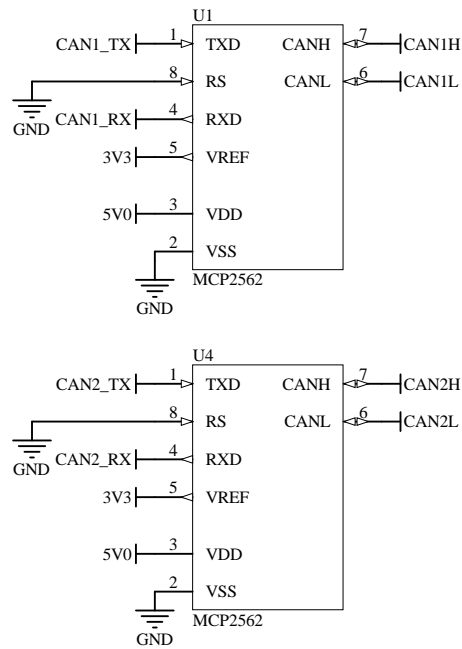 U1
CAN1_TX 1 TXD CANH 7 CAN1H
8 RS CANL 6 CAN1L
GND
CAN1_RX 4 RXD
3V3 5 VREF
5V0 3 VDD
2 VSS
GND
MCP2562
U4
CAN2_TX 1 TXD CANH 7 CAN2H
8 RS CANL 6 CAN2L
GND
CAN2_RX 4 RXD
3V3 5 VREF
5V0 3 VDD
2 VSS
GND
MCP2562